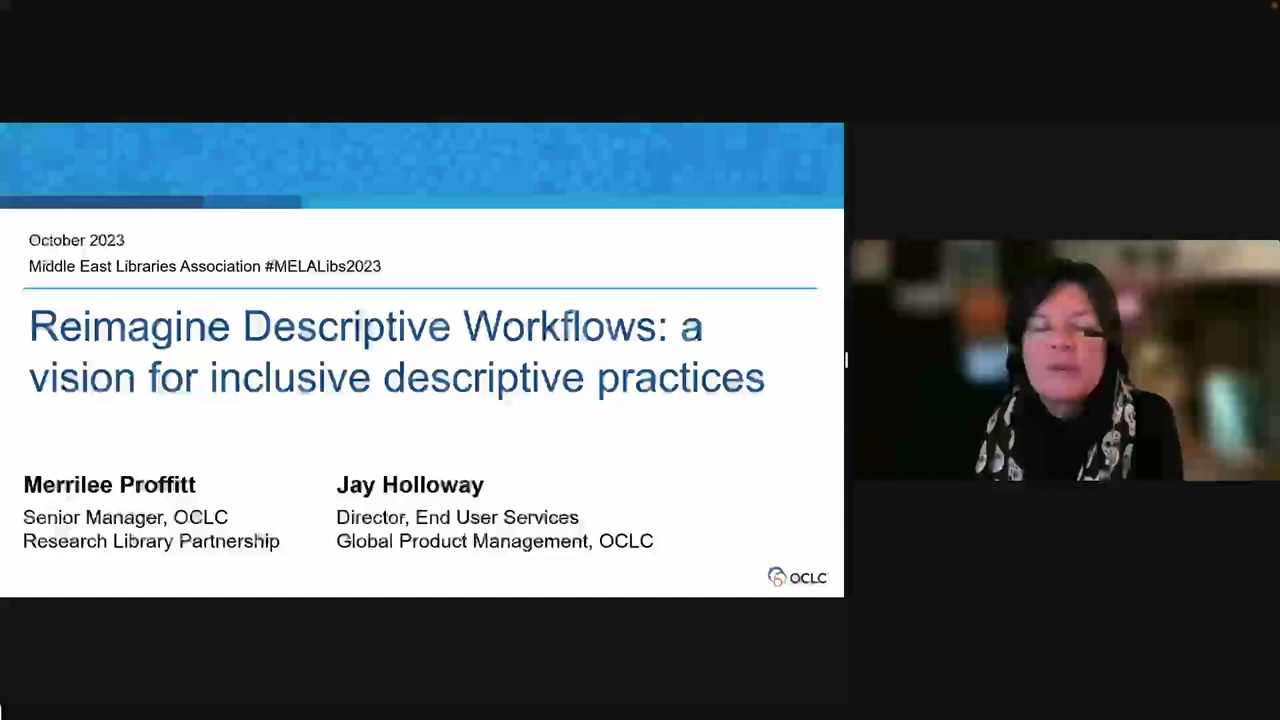 October 2023
Middle East Libraries Association #MELALibs2023
Reimagine Descriptive Workflows: a
vision for inclusive descriptive practices
Merrilee Proffitt
Senior Manager, OCLC
Research Library Partnership
Jay Holloway
Director, End User Services
Global Product Management, OCLC
OCLC